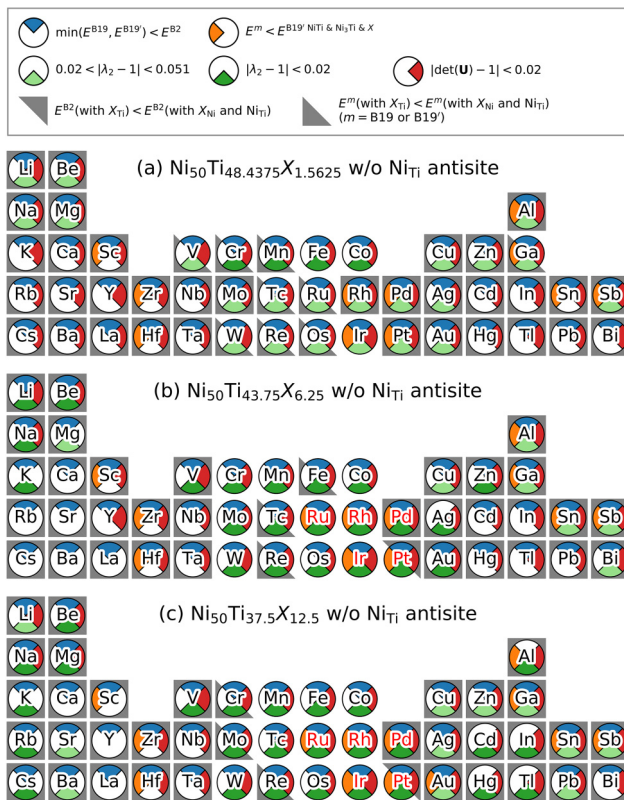 min(E^B19, E^B19′) < E^B2
E^m < E^B19′ NiTi & Ni₃Ti & X
0.02 < |λ₂ − 1| < 0.051
|λ₂ − 1| < 0.02
|det(U) − 1| < 0.02
E^B2(with X_Ti) < E^B2(with X_Ni and Ni_Ti)
E^m(with X_Ti) < E^m(with X_Ni and Ni_Ti)
(m = B19 or B19′)
Li Be
(a) Ni₅₀Ti₄₈.₄₃₇₅X₁.₅₆₂₅ w/o Ni_Ti antisite
Na Mg Al
K Ca Sc V Cr Mn Fe Co Cu Zn Ga
Rb Sr Y Zr Nb Mo Tc Ru Rh Pd Ag Cd In Sn Sb
Cs Ba La Hf Ta W Re Os Ir Pt Au Hg Tl Pb Bi
Li Be
(b) Ni₅₀Ti₄₃.₇₅X₆.₂₅ w/o Ni_Ti antisite
Na Mg Al
K Ca Sc V Cr Mn Fe Co Cu Zn Ga
Rb Sr Y Zr Nb Mo Tc Ru Rh Pd Ag Cd In Sn Sb
Cs Ba La Hf Ta W Re Os Ir Pt Au Hg Tl Pb Bi
Li Be
(c) Ni₅₀Ti₃₇.₅X₁₂.₅ w/o Ni_Ti antisite
Na Mg Al
K Ca Sc V Cr Mn Fe Co Cu Zn Ga
Rb Sr Y Zr Nb Mo Tc Ru Rh Pd Ag Cd In Sn Sb
Cs Ba La Hf Ta W Re Os Ir Pt Au Hg Tl Pb Bi